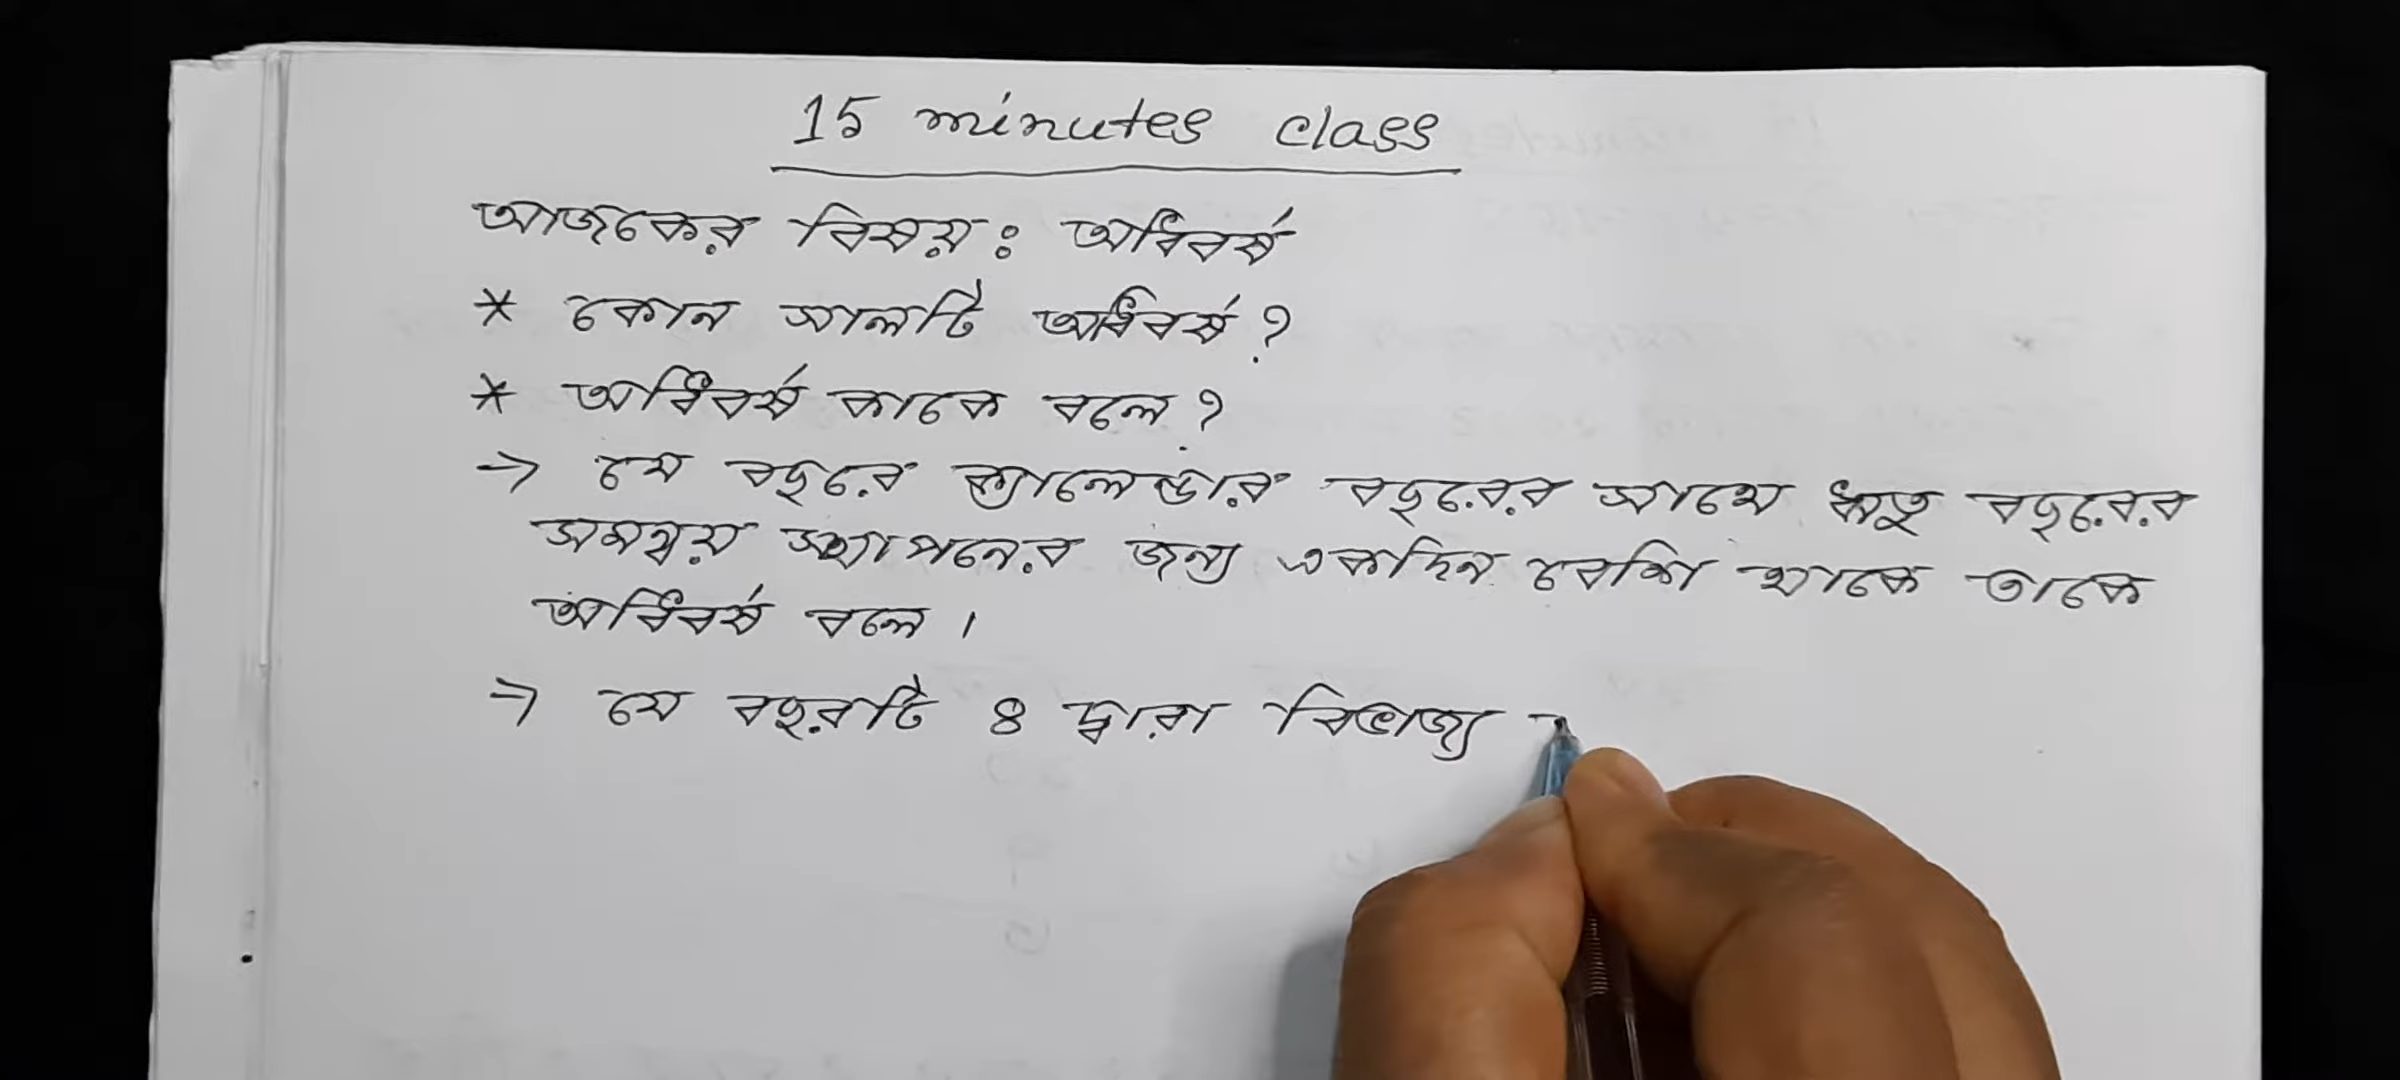 15 minutes class
আজকের বিষয়ঃ অধিবর্ষ
* কোন সালটি অধিবর্ষ?
* অধিবর্ষ কাকে বলে?
→ যে বছরে ক্যালেন্ডার বছরের সাথে ঋতু বছরের
সমন্বয় স্থাপনের জন্য একদিন বেশি থাকে তাকে
অধিবর্ষ বলে।
→ যে বছরটি ৪ দ্বারা বিভাজ্য